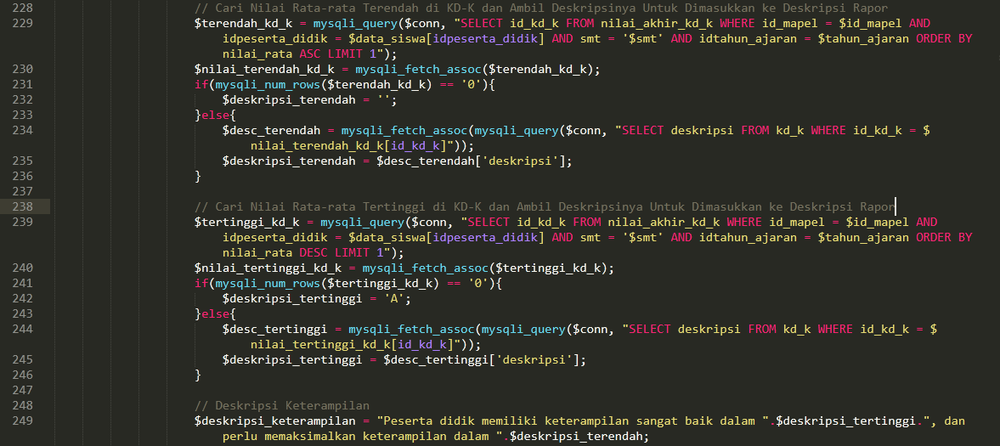 228 // Cari Nilai Rata-rata Terendah di KD-K dan Ambil Deskripsinya Untuk Dimasukkan ke Deskripsi Rapor
229 $terendah_kd_k = mysqli_query($conn, "SELECT id_kd_k FROM nilai_akhir_kd_k WHERE id_mapel = $id_mapel AND
idpeserta_didik = $data_siswa[idpeserta_didik] AND smt = '$smt' AND idtahun_ajaran = $tahun_ajaran ORDER BY
nilai_rata ASC LIMIT 1");
230 $nilai_terendah_kd_k = mysqli_fetch_assoc($terendah_kd_k);
231 if(mysqli_num_rows($terendah_kd_k) == '0'){
232 $deskripsi_terendah = '';
233 }else{
234 $desc_terendah = mysqli_fetch_assoc(mysqli_query($conn, "SELECT deskripsi FROM kd_k WHERE id_kd_k = $
nilai_terendah_kd_k[id_kd_k]"));
235 $deskripsi_terendah = $desc_terendah['deskripsi'];
236 }
237
238 // Cari Nilai Rata-rata Tertinggi di KD-K dan Ambil Deskripsinya Untuk Dimasukkan ke Deskripsi Rapor
239 $tertinggi_kd_k = mysqli_query($conn, "SELECT id_kd_k FROM nilai_akhir_kd_k WHERE id_mapel = $id_mapel AND
idpeserta_didik = $data_siswa[idpeserta_didik] AND smt = '$smt' AND idtahun_ajaran = $tahun_ajaran ORDER BY
nilai_rata DESC LIMIT 1");
240 $nilai_tertinggi_kd_k = mysqli_fetch_assoc($tertinggi_kd_k);
241 if(mysqli_num_rows($tertinggi_kd_k) == '0'){
242 $deskripsi_tertinggi = 'A';
243 }else{
244 $desc_tertinggi = mysqli_fetch_assoc(mysqli_query($conn, "SELECT deskripsi FROM kd_k WHERE id_kd_k = $
nilai_tertinggi_kd_k[id_kd_k]"));
245 $deskripsi_tertinggi = $desc_tertinggi['deskripsi'];
246 }
247
248 // Deskripsi Keterampilan
249 $deskripsi_keterampilan = "Peserta didik memiliki keterampilan sangat baik dalam ".$deskripsi_tertinggi.", dan
perlu memaksimalkan keterampilan dalam ".$deskripsi_terendah;